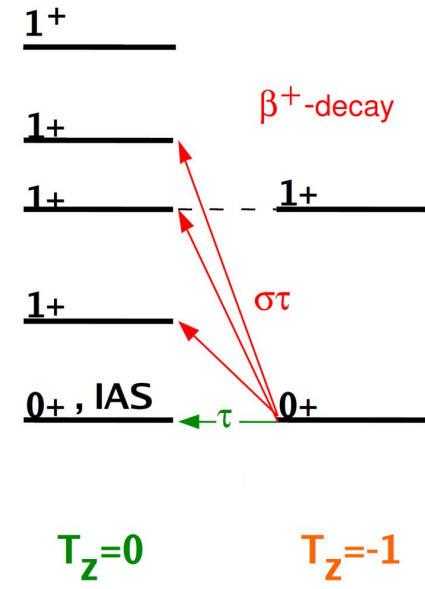 1+
β+-decay
1+
1+
1+
στ
1+
0+ , IAS
τ
0+
Tz=0
Tz=-1